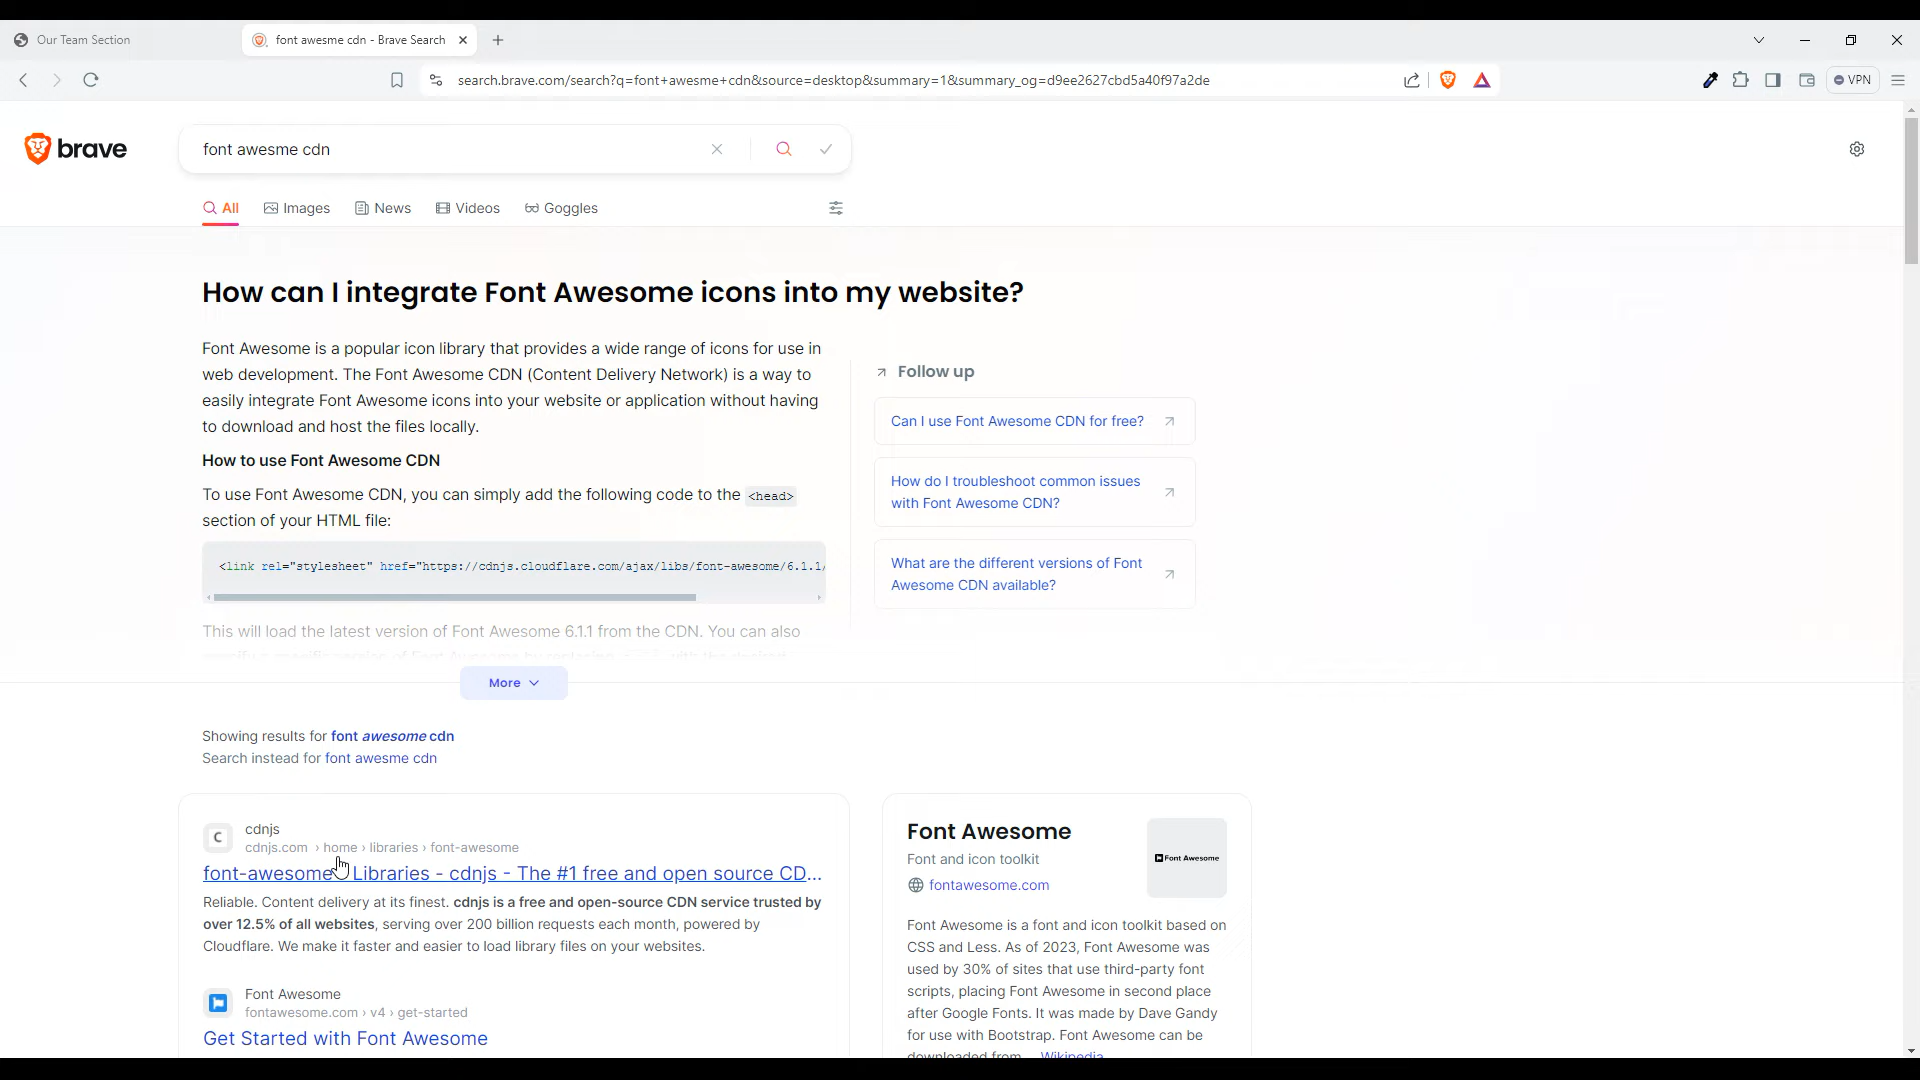 Our Team Section
font awesme cdn - Brave Search
search.brave.com/search?q=font+awesme+cdn&source=desktop&summary=1&summary_og=d9ee2627cbd5a40f97a2de
VPN
brave
font awesme cdn
All
Images
News
Videos
Goggles
How can I integrate Font Awesome icons into my website?
Font Awesome is a popular icon library that provides a wide range of icons for use in
web development. The Font Awesome CDN (Content Delivery Network) is a way to
easily integrate Font Awesome icons into your website or application without having
to download and host the files locally.
How to use Font Awesome CDN
To use Font Awesome CDN, you can simply add the following code to the <head>
section of your HTML file:
<link rel="stylesheet" href="https://cdnjs.cloudflare.com/ajax/libs/font-awesome/6.1.1/
This will load the latest version of Font Awesome 6.1.1 from the CDN. You can also
More
Follow up
Can I use Font Awesome CDN for free?
How do I troubleshoot common issues
with Font Awesome CDN?
What are the different versions of Font
Awesome CDN available?
Showing results for font awesome cdn
Search instead for font awesme cdn
C
cdnjs
cdnjs.com › home › libraries › font-awesome
font-awesome Libraries - cdnjs - The #1 free and open source CD...
Reliable. Content delivery at its finest. cdnjs is a free and open-source CDN service trusted by
over 12.5% of all websites, serving over 200 billion requests each month, powered by
Cloudflare. We make it faster and easier to load library files on your websites.
Font Awesome
fontawesome.com › v4 › get-started
Get Started with Font Awesome
Font Awesome
Font and icon toolkit
fontawesome.com
Font Awesome
Font Awesome is a font and icon toolkit based on
CSS and Less. As of 2023, Font Awesome was
used by 30% of sites that use third-party font
scripts, placing Font Awesome in second place
after Google Fonts. It was made by Dave Gandy
for use with Bootstrap. Font Awesome can be
downloaded from... Wikipedia